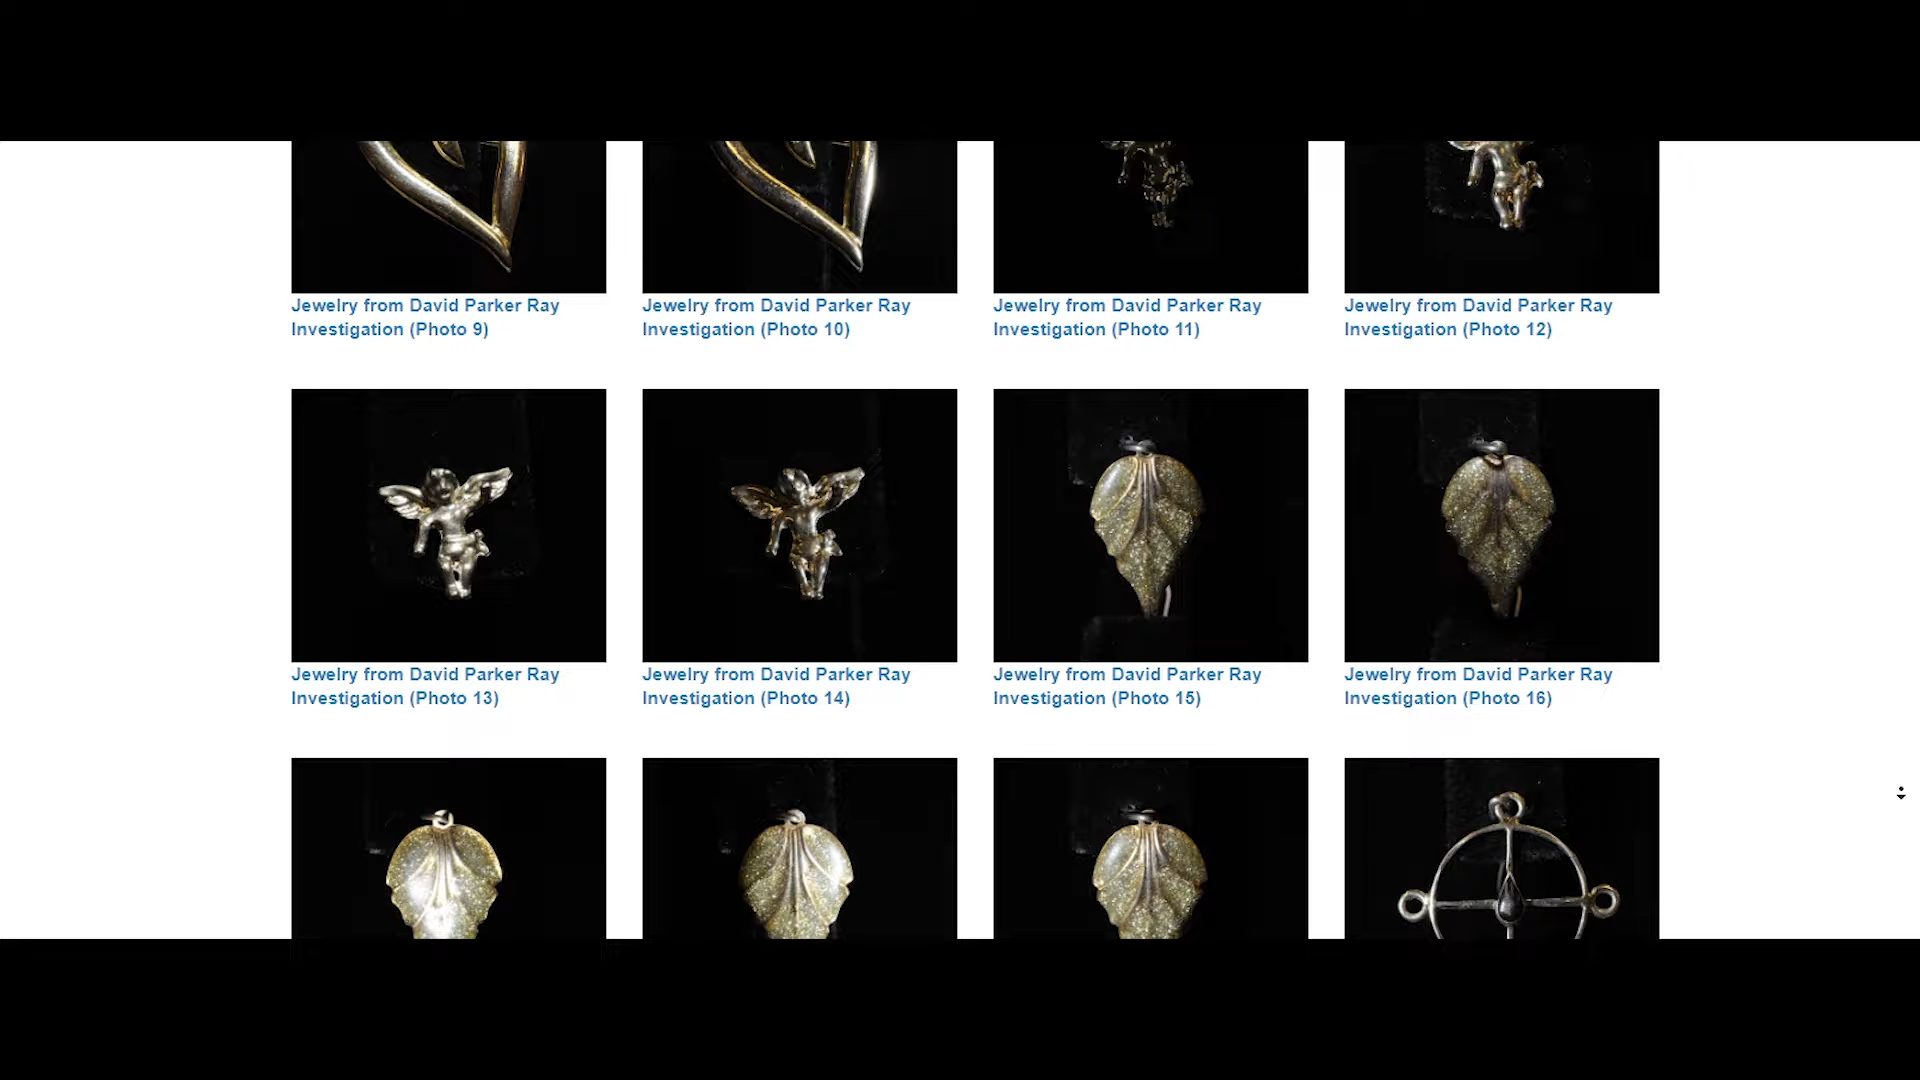 Jewelry from David Parker Ray
Investigation (Photo 9)
Jewelry from David Parker Ray
Investigation (Photo 10)
Jewelry from David Parker Ray
Investigation (Photo 11)
Jewelry from David Parker Ray
Investigation (Photo 12)
Jewelry from David Parker Ray
Investigation (Photo 13)
Jewelry from David Parker Ray
Investigation (Photo 14)
Jewelry from David Parker Ray
Investigation (Photo 15)
Jewelry from David Parker Ray
Investigation (Photo 16)